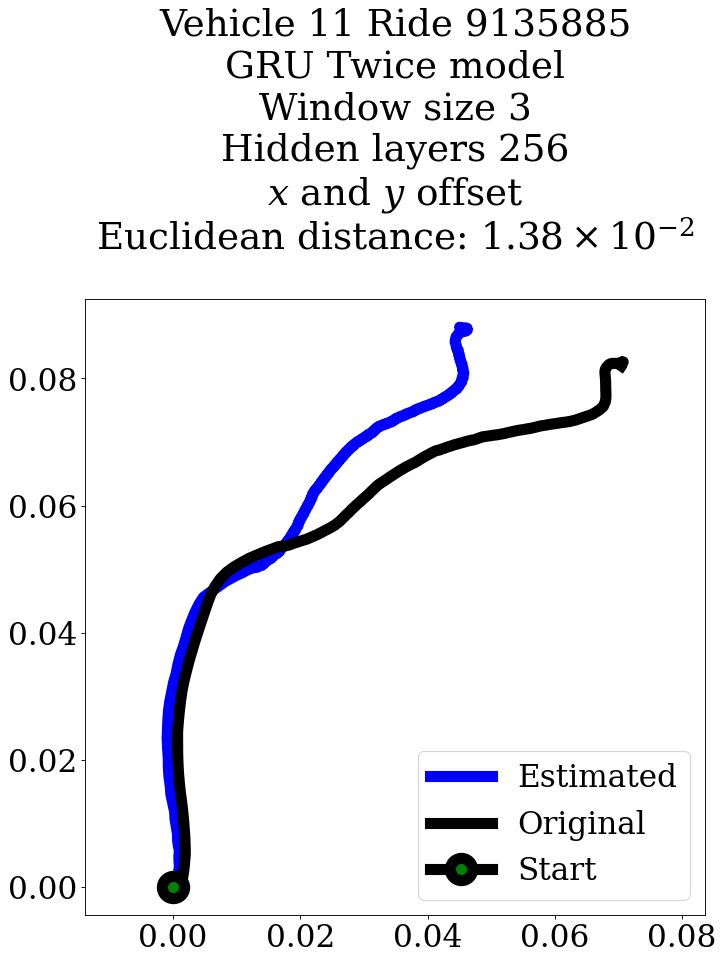 Vehicle 11 Ride 9135885
GRU Twice model
Window size 3
Hidden layers 256
x and y offset
Euclidean distance: 1.38 × 10⁻²
0.08
0.06
0.04
0.02
0.00
Estimated
Original
Start
0.00 0.02 0.04 0.06 0.08